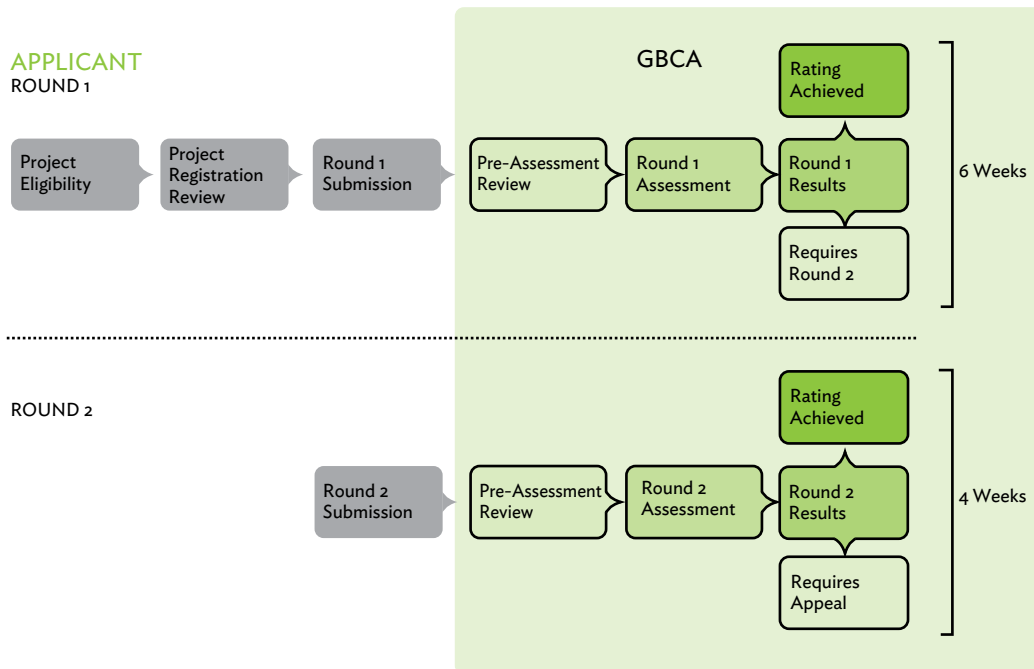 APPLICANT
ROUND 1
GBCA
Rating
Achieved
Project
Eligibility
Project
Registration
Review
Round 1
Submission
Pre-Assessment
Review
Round 1
Assessment
Round 1
Results
6 Weeks
Requires
Round 2
ROUND 2
Rating
Achieved
Round 2
Submission
Pre-Assessment
Review
Round 2
Assessment
Round 2
Results
4 Weeks
Requires
Appeal